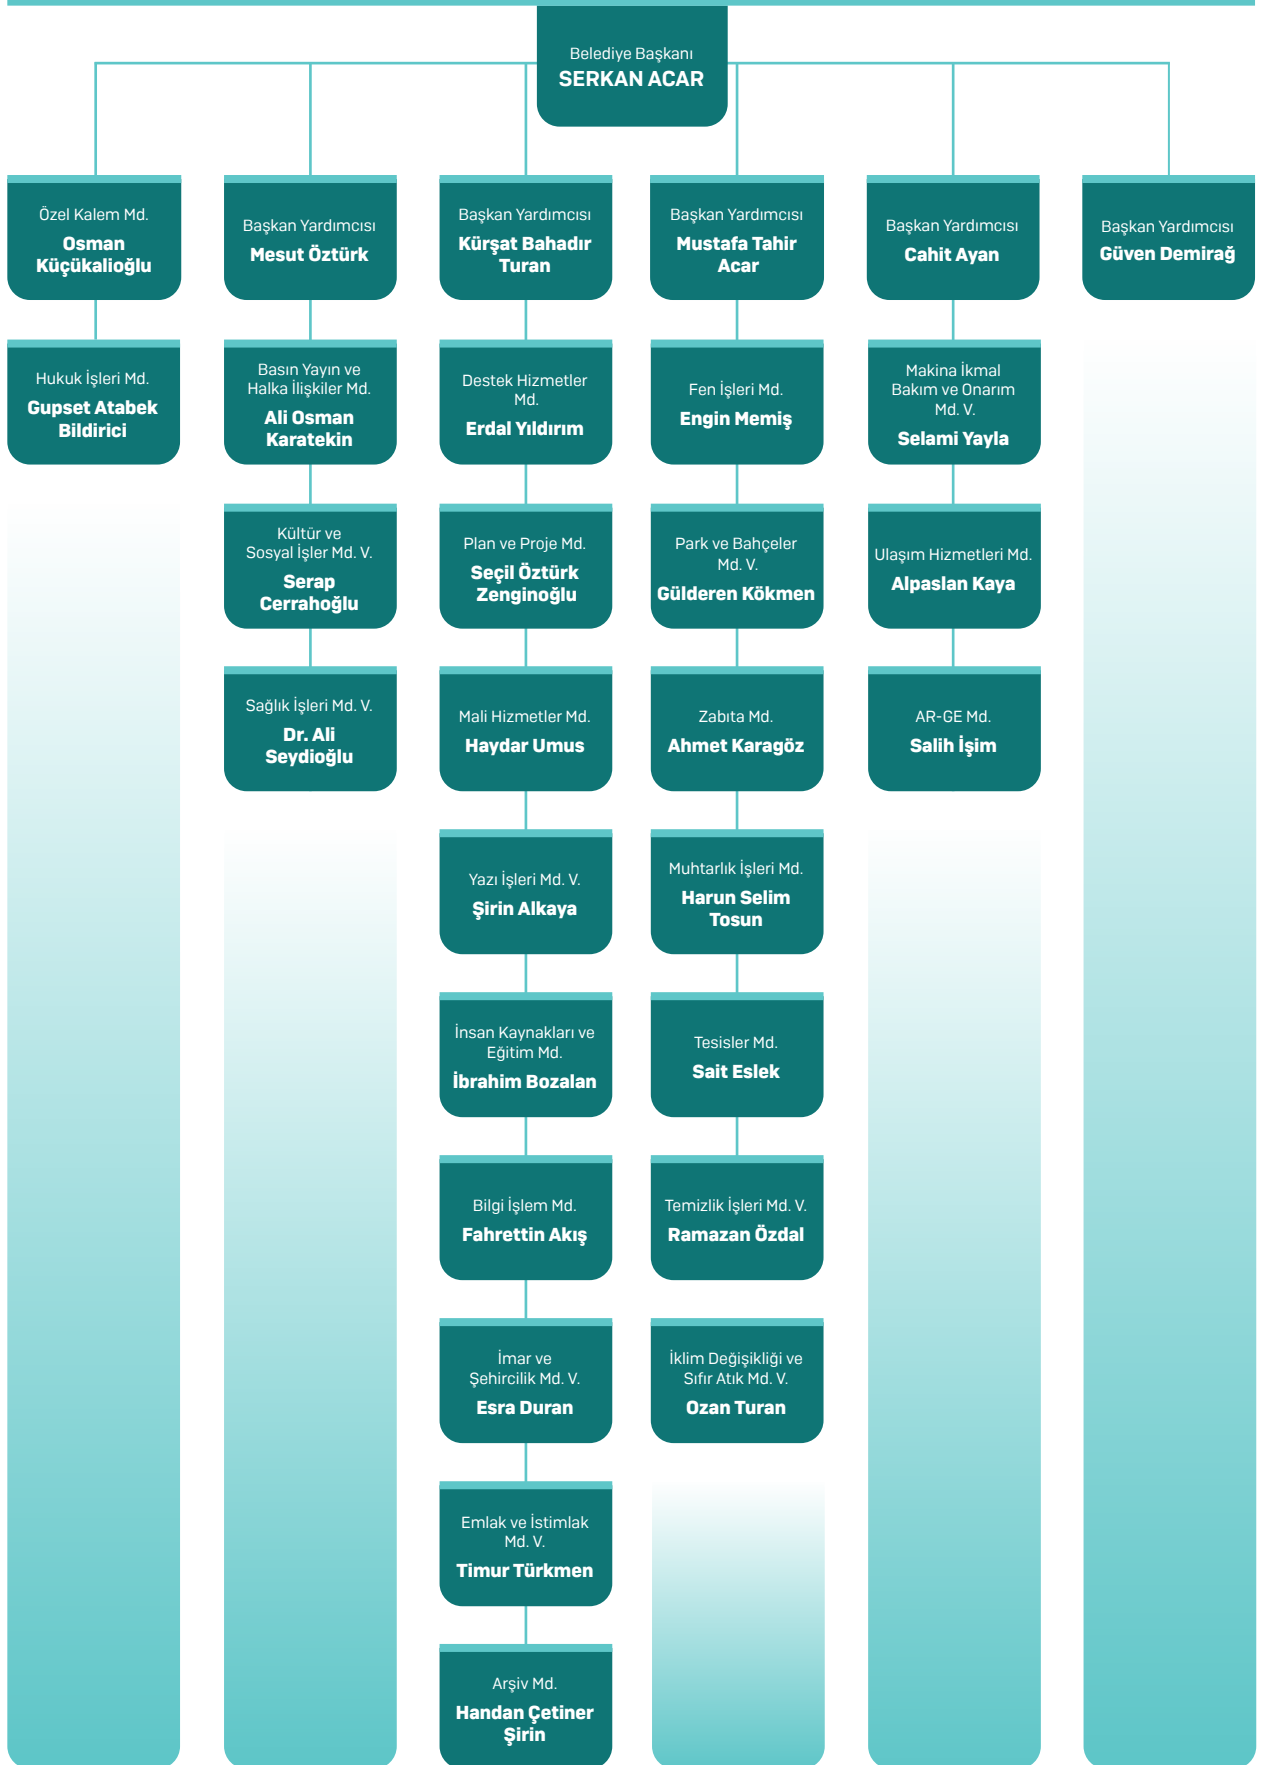 Belediye Başkanı
SERKAN ACAR
Özel Kalem Md.
Osman
Küçükalioğlu
Başkan Yardımcısı
Mesut Öztürk
Başkan Yardımcısı
Kürşat Bahadır
Turan
Başkan Yardımcısı
Mustafa Tahir
Acar
Başkan Yardımcısı
Cahit Ayan
Başkan Yardımcısı
Güven Demirağ
Hukuk İşleri Md.
Gupset Atabek
Bildirici
Basın Yayın ve
Halka İlişkiler Md.
Ali Osman
Karatekin
Destek Hizmetler
Md.
Erdal Yıldırım
Fen İşleri Md.
Engin Memiş
Makina İkmal
Bakım ve Onarım
Md. V.
Selami Yayla
Kültür ve
Sosyal İşler Md. V.
Serap
Cerrahoğlu
Plan ve Proje Md.
Seçil Öztürk
Zenginoğlu
Park ve Bahçeler
Md. V.
Gülderen Kökmen
Ulaşım Hizmetleri Md.
Alpaslan Kaya
Sağlık İşleri Md. V.
Dr. Ali
Seydioğlu
Mali Hizmetler Md.
Haydar Umus
Zabıta Md.
Ahmet Karagöz
AR-GE Md.
Salih İşim
Yazı İşleri Md. V.
Şirin Alkaya
Muhtarlık İşleri Md.
Harun Selim
Tosun
İnsan Kaynakları ve
Eğitim Md.
İbrahim Bozalan
Tesisler Md.
Sait Eslek
Bilgi İşlem Md.
Fahrettin Akış
Temizlik İşleri Md. V.
Ramazan Özdal
İmar ve
Şehircilik Md. V.
Esra Duran
İklim Değişikliği ve
Sıfır Atık Md. V.
Ozan Turan
Emlak ve İstimlak
Md. V.
Timur Türkmen
Arşiv Md.
Handan Çetiner
Şirin